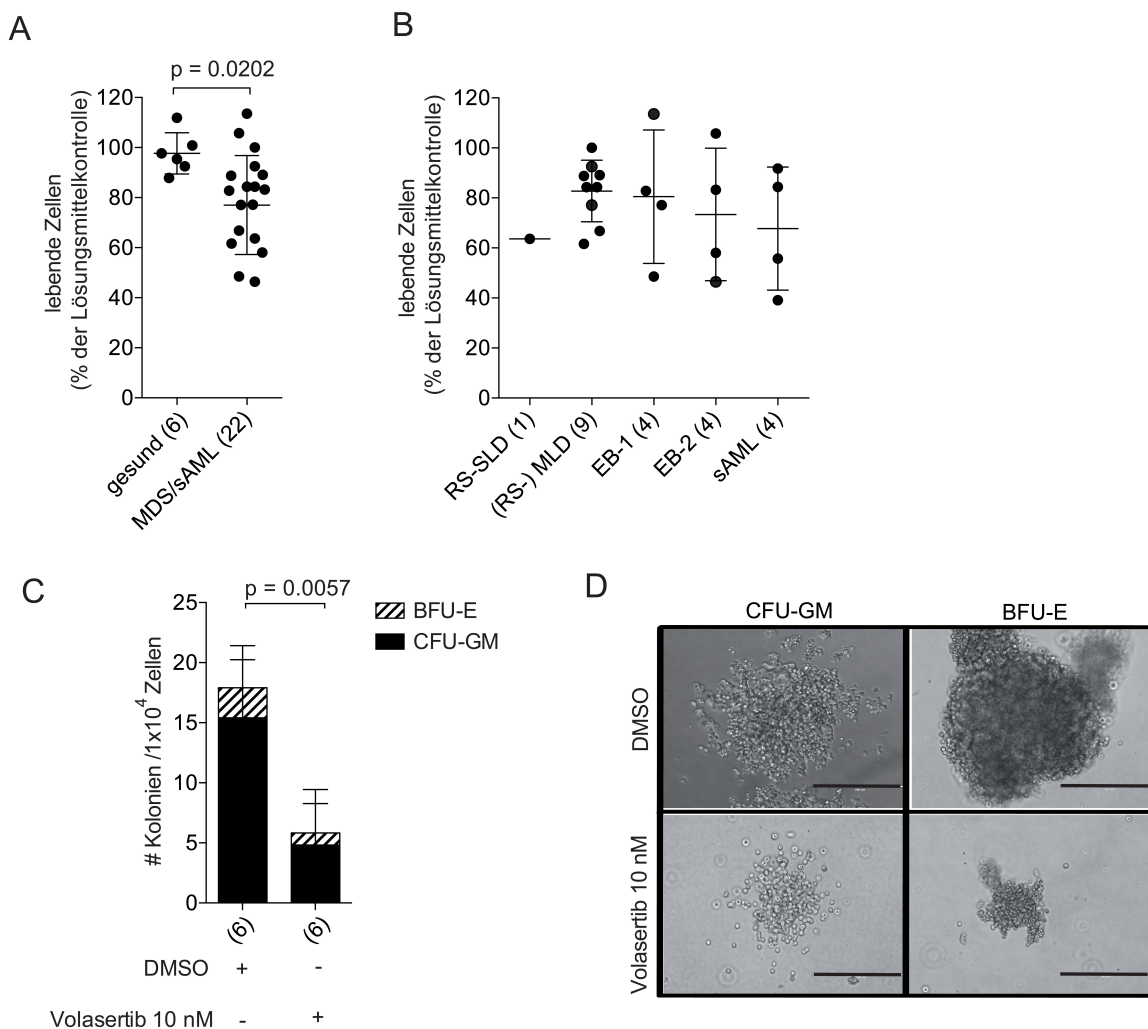 A
p = 0.0202
lebende Zellen
(% der Lösungsmittelkontrolle)
120
100
80
60
40
20
0
gesund (6)
MDS/sAML (22)
B
lebende Zellen
(% der Lösungsmittelkontrolle)
120
100
80
60
40
20
0
RS-SLD (1)
(RS-) MLD (9)
EB-1 (4)
EB-2 (4)
sAML (4)
C
p = 0.0057
# Kolonien /1x10⁴ Zellen
25
20
15
10
5
0
BFU-E
CFU-GM
(6) (6)
DMSO + -
Volasertib 10 nM - +
D
CFU-GM BFU-E
DMSO
Volasertib 10 nM